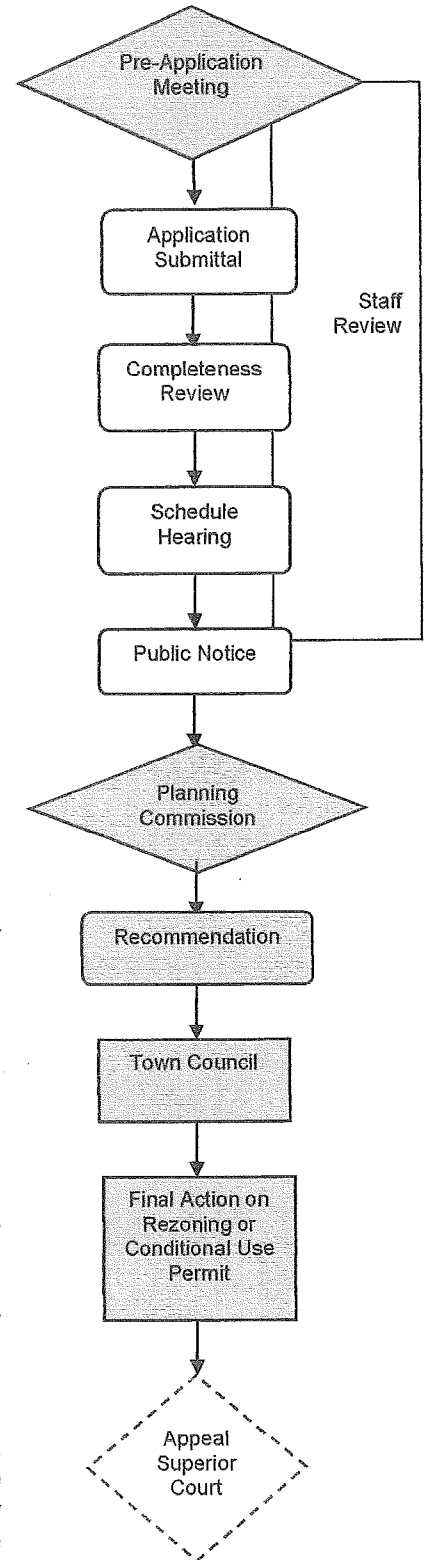 Pre-Application
Meeting
Application
Submittal
Staff
Review
Completeness
Review
Schedule
Hearing
Public Notice
Planning
Commission
Recommendation
Town Council
Final Action on
Rezoning or
Conditional Use
Permit
Appeal
Superior
Court